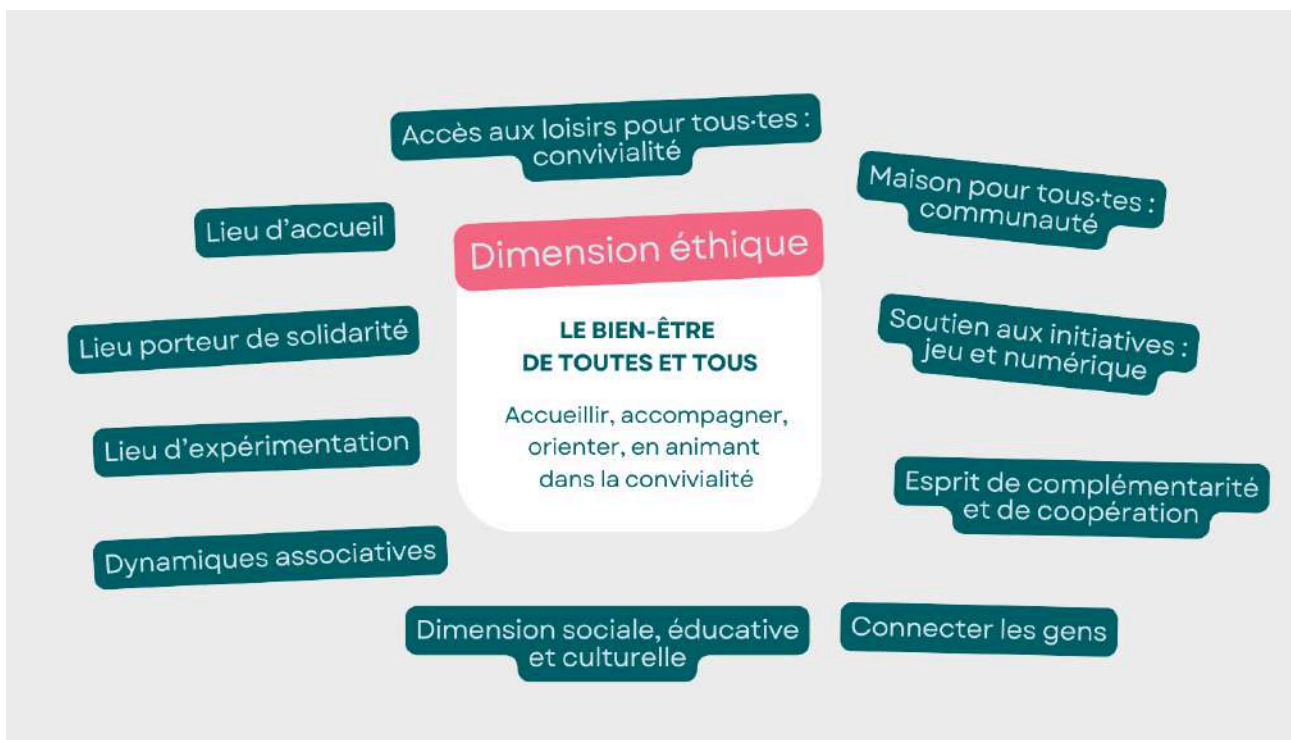 Accès aux loisirs pour tous·tes :
convivialité
Maison pour tous·tes :
communauté
Lieu d'accueil
Dimension éthique
Lieu porteur de solidarité
LE BIEN-ÊTRE
DE TOUTES ET TOUS
Soutien aux initiatives :
jeu et numérique
Accueillir, accompagner,
orienter, en animant
dans la convivialité
Lieu d'expérimentation
Esprit de complémentarité
et de coopération
Dynamiques associatives
Dimension sociale, éducative
et culturelle
Connecter les gens